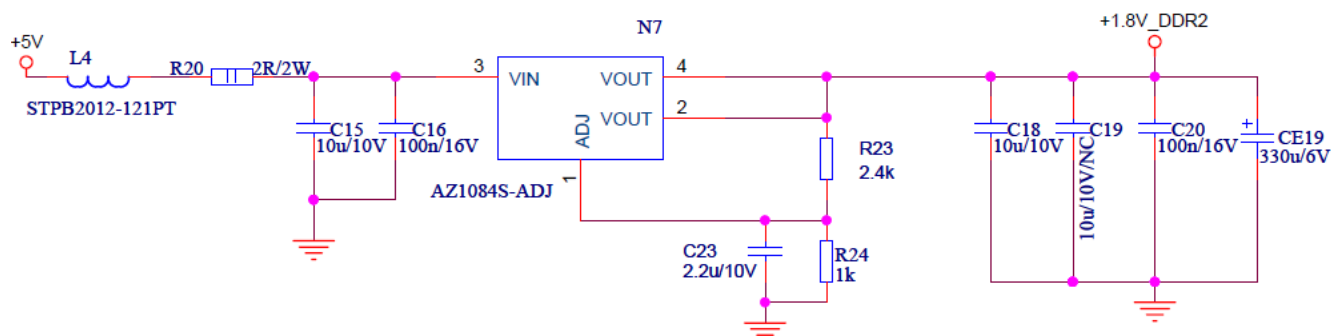 +5V
L4
STPB2012-121PT
R20
2R/2W
C15
10u/10V
C16
100n/16V
N7
3
VIN
VOUT
4
VOUT
2
ADJ
1
AZ1084S-ADJ
R23
2.4k
C23
2.2u/10V
R24
1k
+1.8V_DDR2
C18
10u/10V
C19
10u/10V/NC
C20
100n/16V
+
CE19
330u/6V